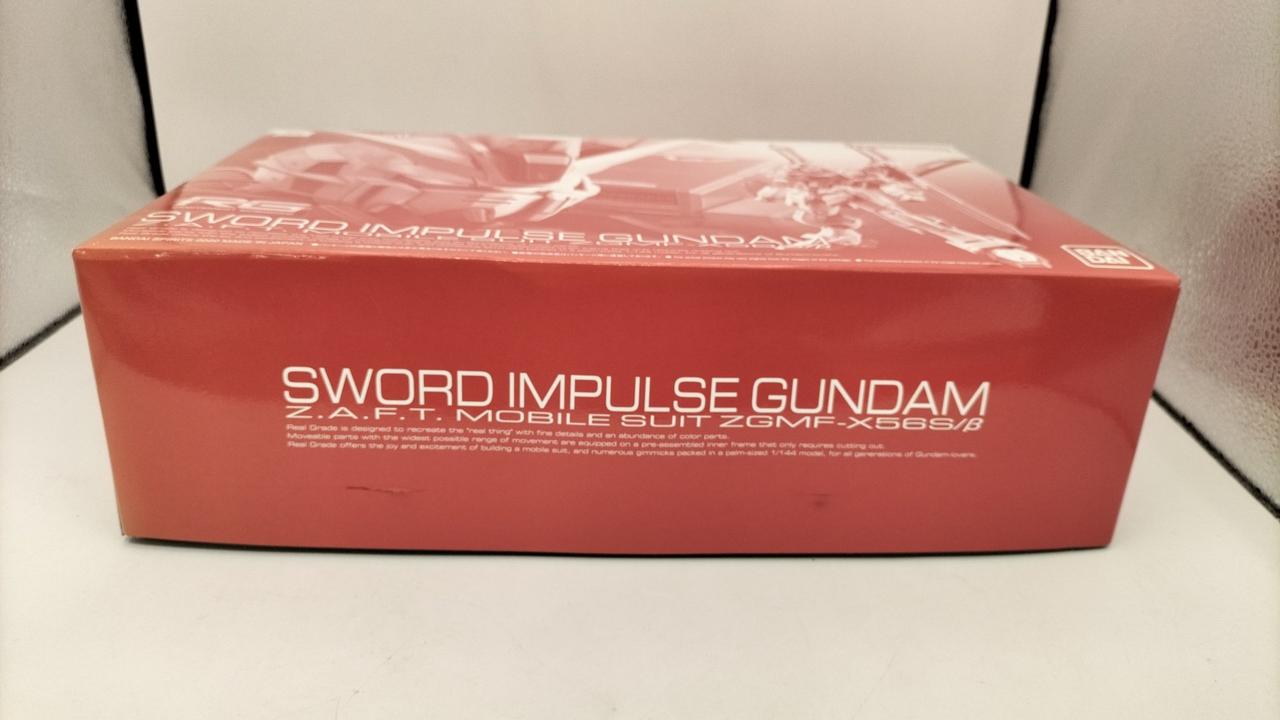 RG
SWORD IMPULSE GUNDAM
BANDAI SPIRITS 2020 MADE IN JAPAN
BAN
DAI
SWORD IMPULSE GUNDAM
Z.A.F.T. MOBILE SUIT ZGMF-X56S/β
Real Grade is designed to recreate the "real thing" with fine details and an abundance of color parts.
Moveable parts with the widest possible range of movement are equipped on a pre-assembled inner frame that only requires cutting out.
Real Grade offers the joy and excitement of building a mobile suit, and numerous gimmicks packed in a palm-sized 1/144 model, for all generations of Gundam-lovers.